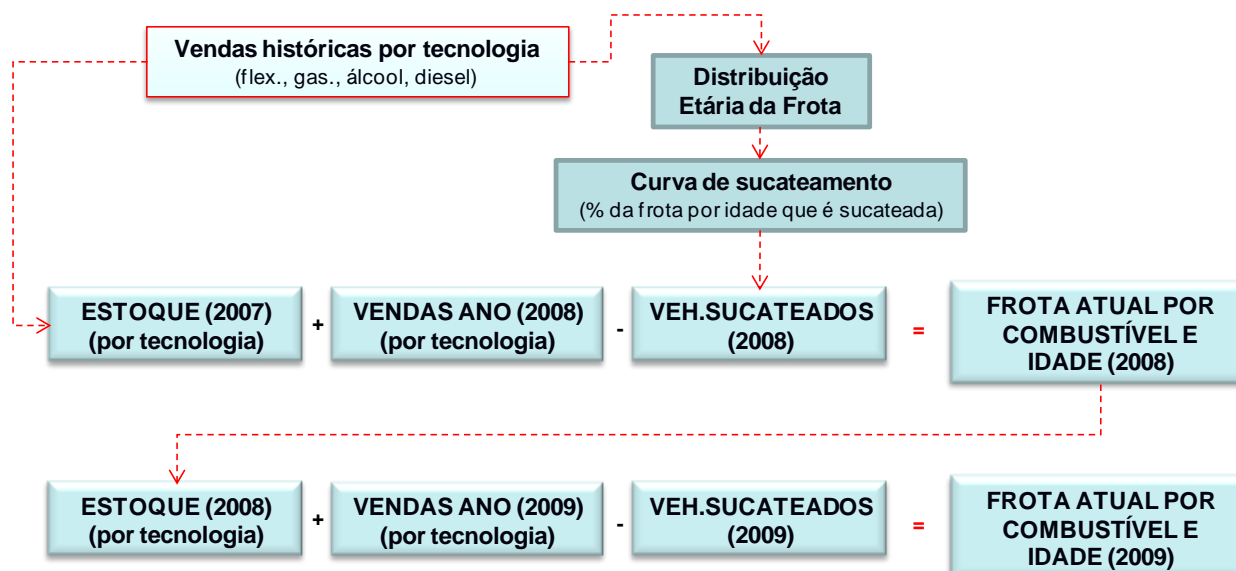 Vendas históricas por tecnologia
(flex., gas., álcool, diesel)
Distribuição
Etária da Frota
Curva de sucateamento
(% da frota por idade que é sucateada)
ESTOQUE (2007)
(por tecnologia)
+
VENDAS ANO (2008)
(por tecnologia)
-
VEH.SUCATEADOS
(2008)
=
FROTA ATUAL POR
COMBUSTÍVEL E
IDADE (2008)
ESTOQUE (2008)
(por tecnologia)
+
VENDAS ANO (2009)
(por tecnologia)
-
VEH.SUCATEADOS
(2009)
=
FROTA ATUAL POR
COMBUSTÍVEL E
IDADE (2009)